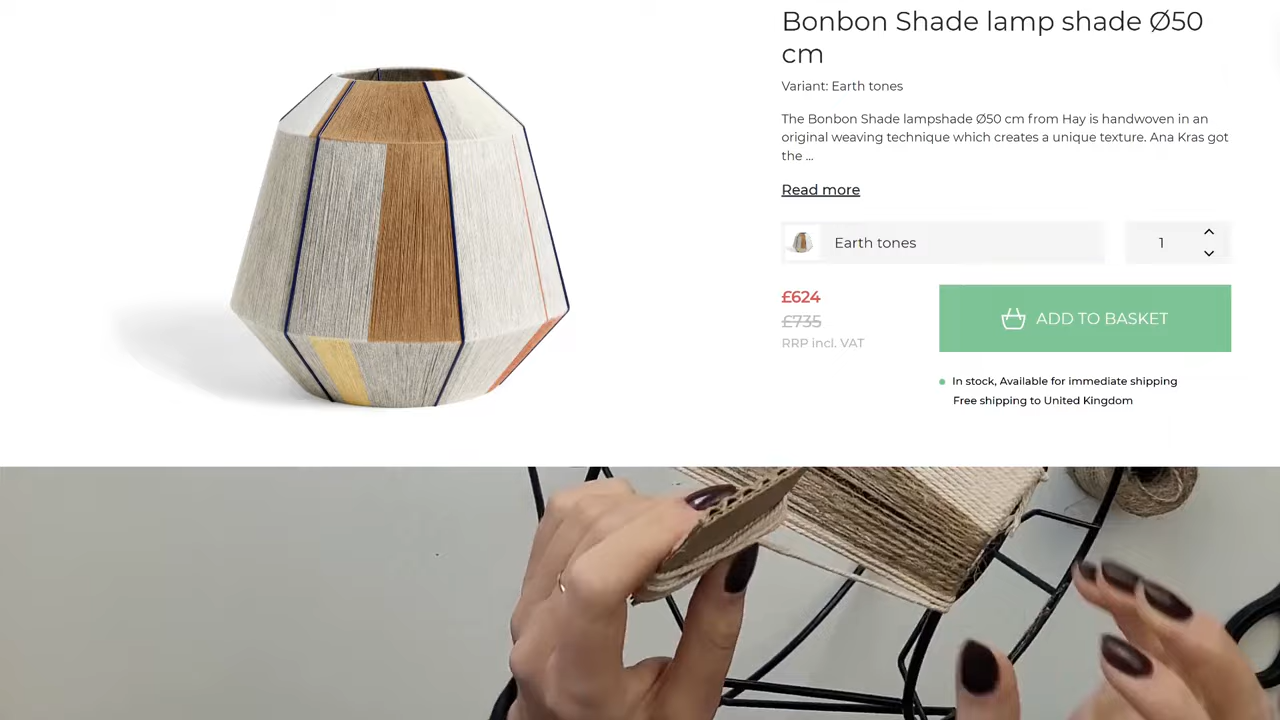 Bonbon Shade lamp shade Ø50
cm
Variant: Earth tones
The Bonbon Shade lampshade Ø50 cm from Hay is handwoven in an
original weaving technique which creates a unique texture. Ana Kras got
the ...
Read more
Earth tones
1
£624
£735
RRP incl. VAT
ADD TO BASKET
In stock, Available for immediate shipping
Free shipping to United Kingdom